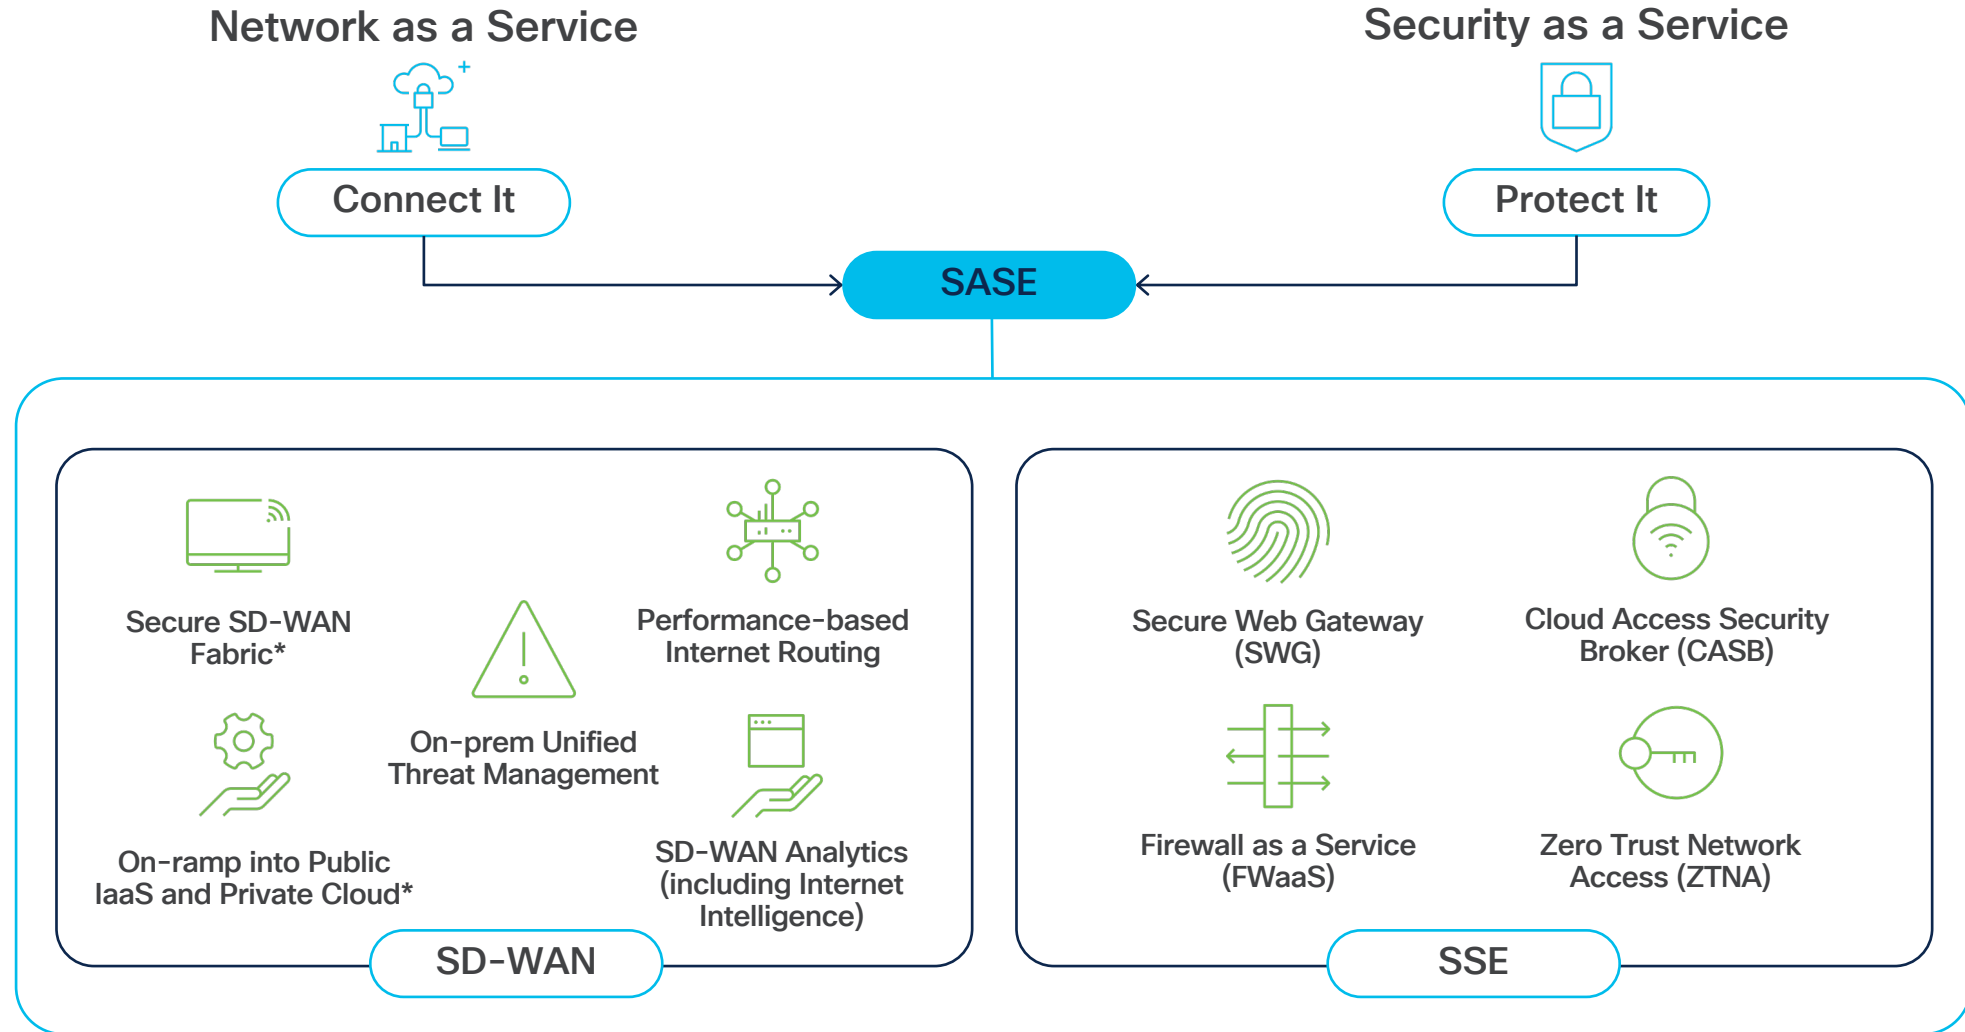 Network as a Service
Security as a Service
Connect It
Protect It
SASE
Secure SD-WAN
Fabric*
Performance-based
Internet Routing
On-prem Unified
Threat Management
On-ramp into Public
IaaS and Private Cloud*
SD-WAN Analytics
(including Internet
Intelligence)
SD-WAN
Secure Web Gateway
(SWG)
Cloud Access Security
Broker (CASB)
Firewall as a Service
(FWaaS)
Zero Trust Network
Access (ZTNA)
SSE